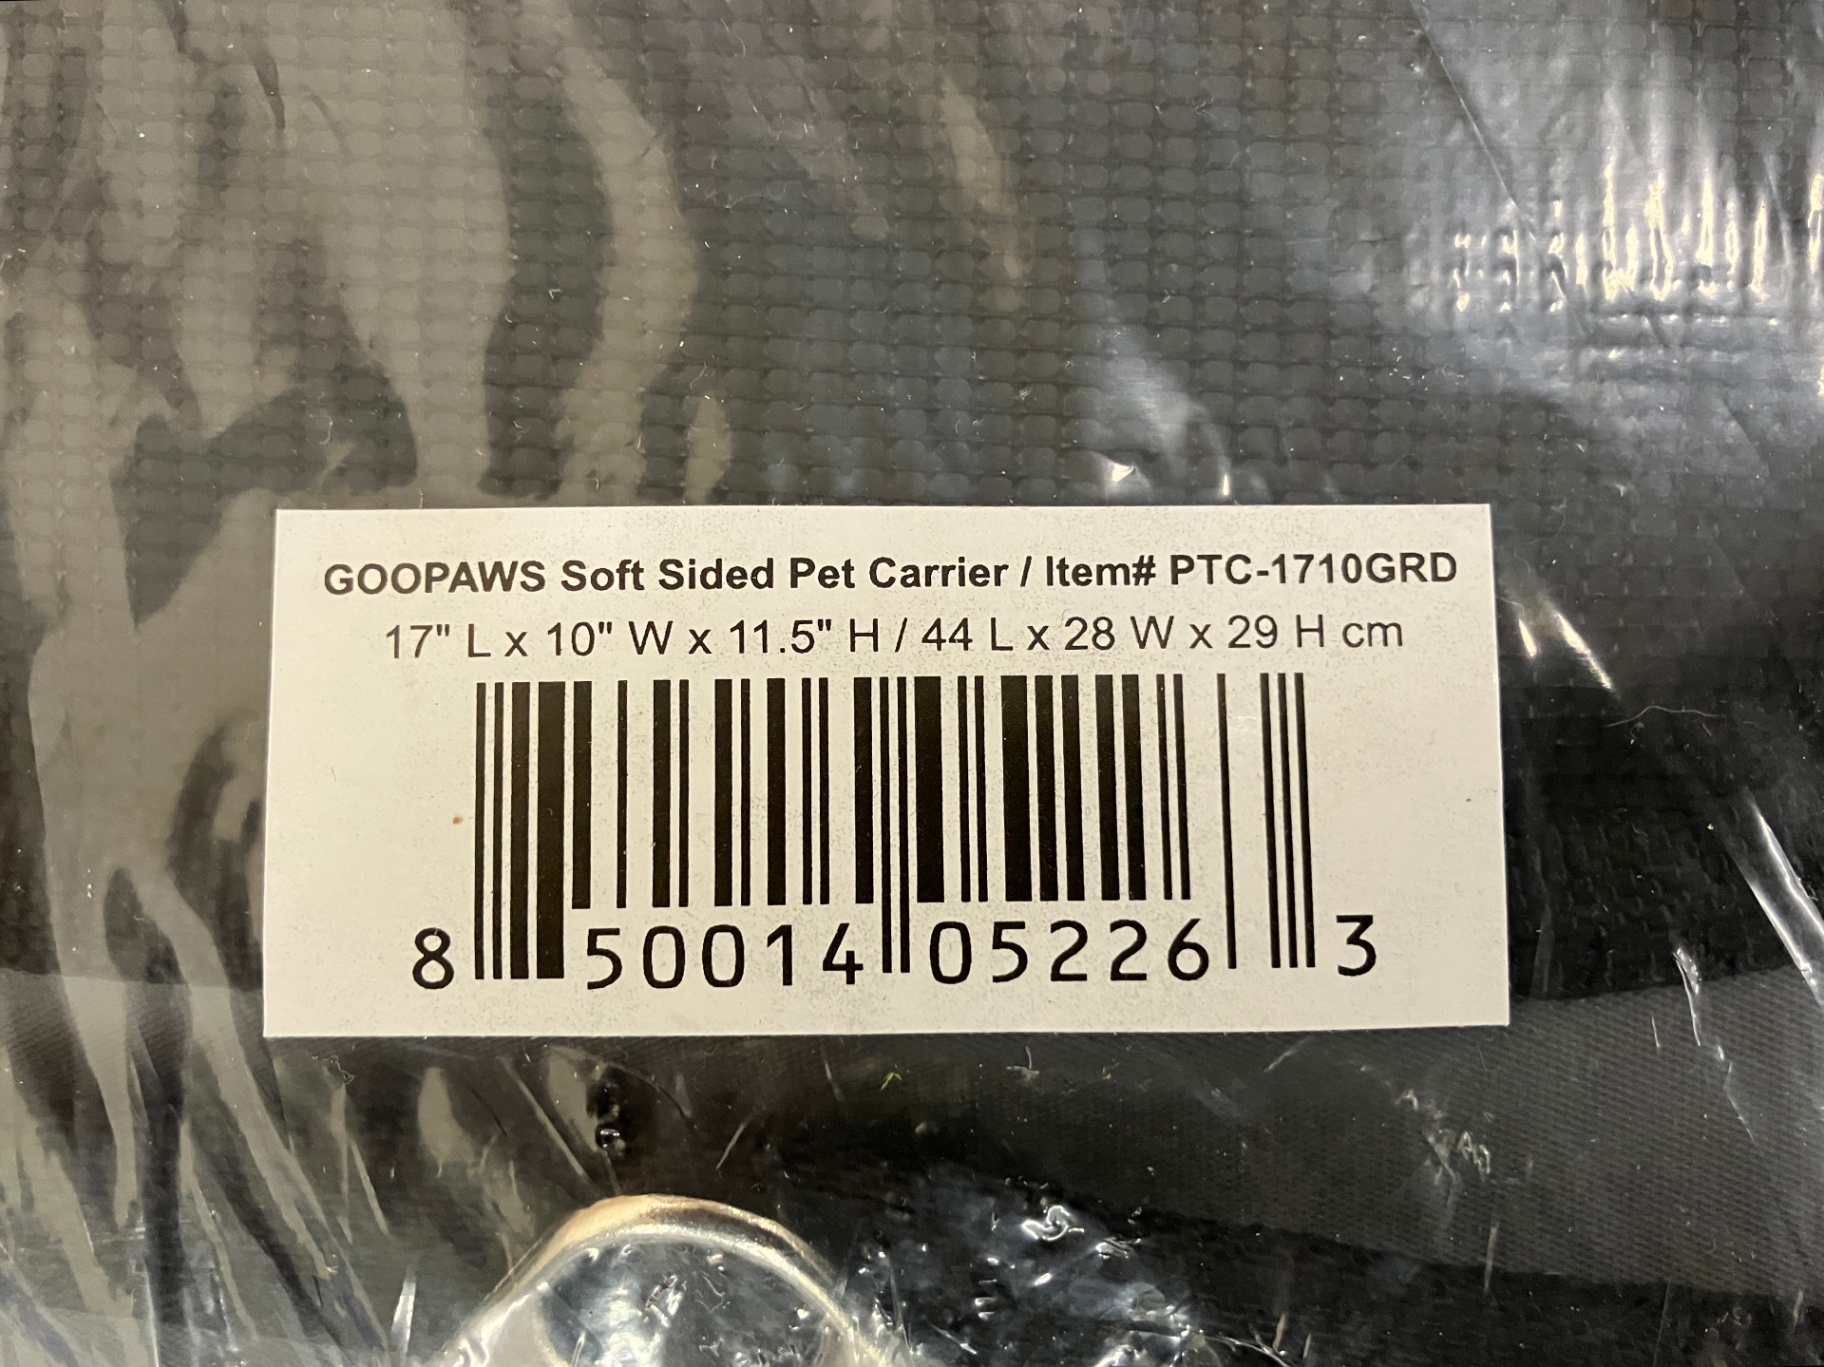 GOOPAWS Soft Sided Pet Carrier / Item# PTC-1710GRD
17" L x 10" W x 11.5" H / 44 L x 28 W x 29 H cm
8 50014 05226 3